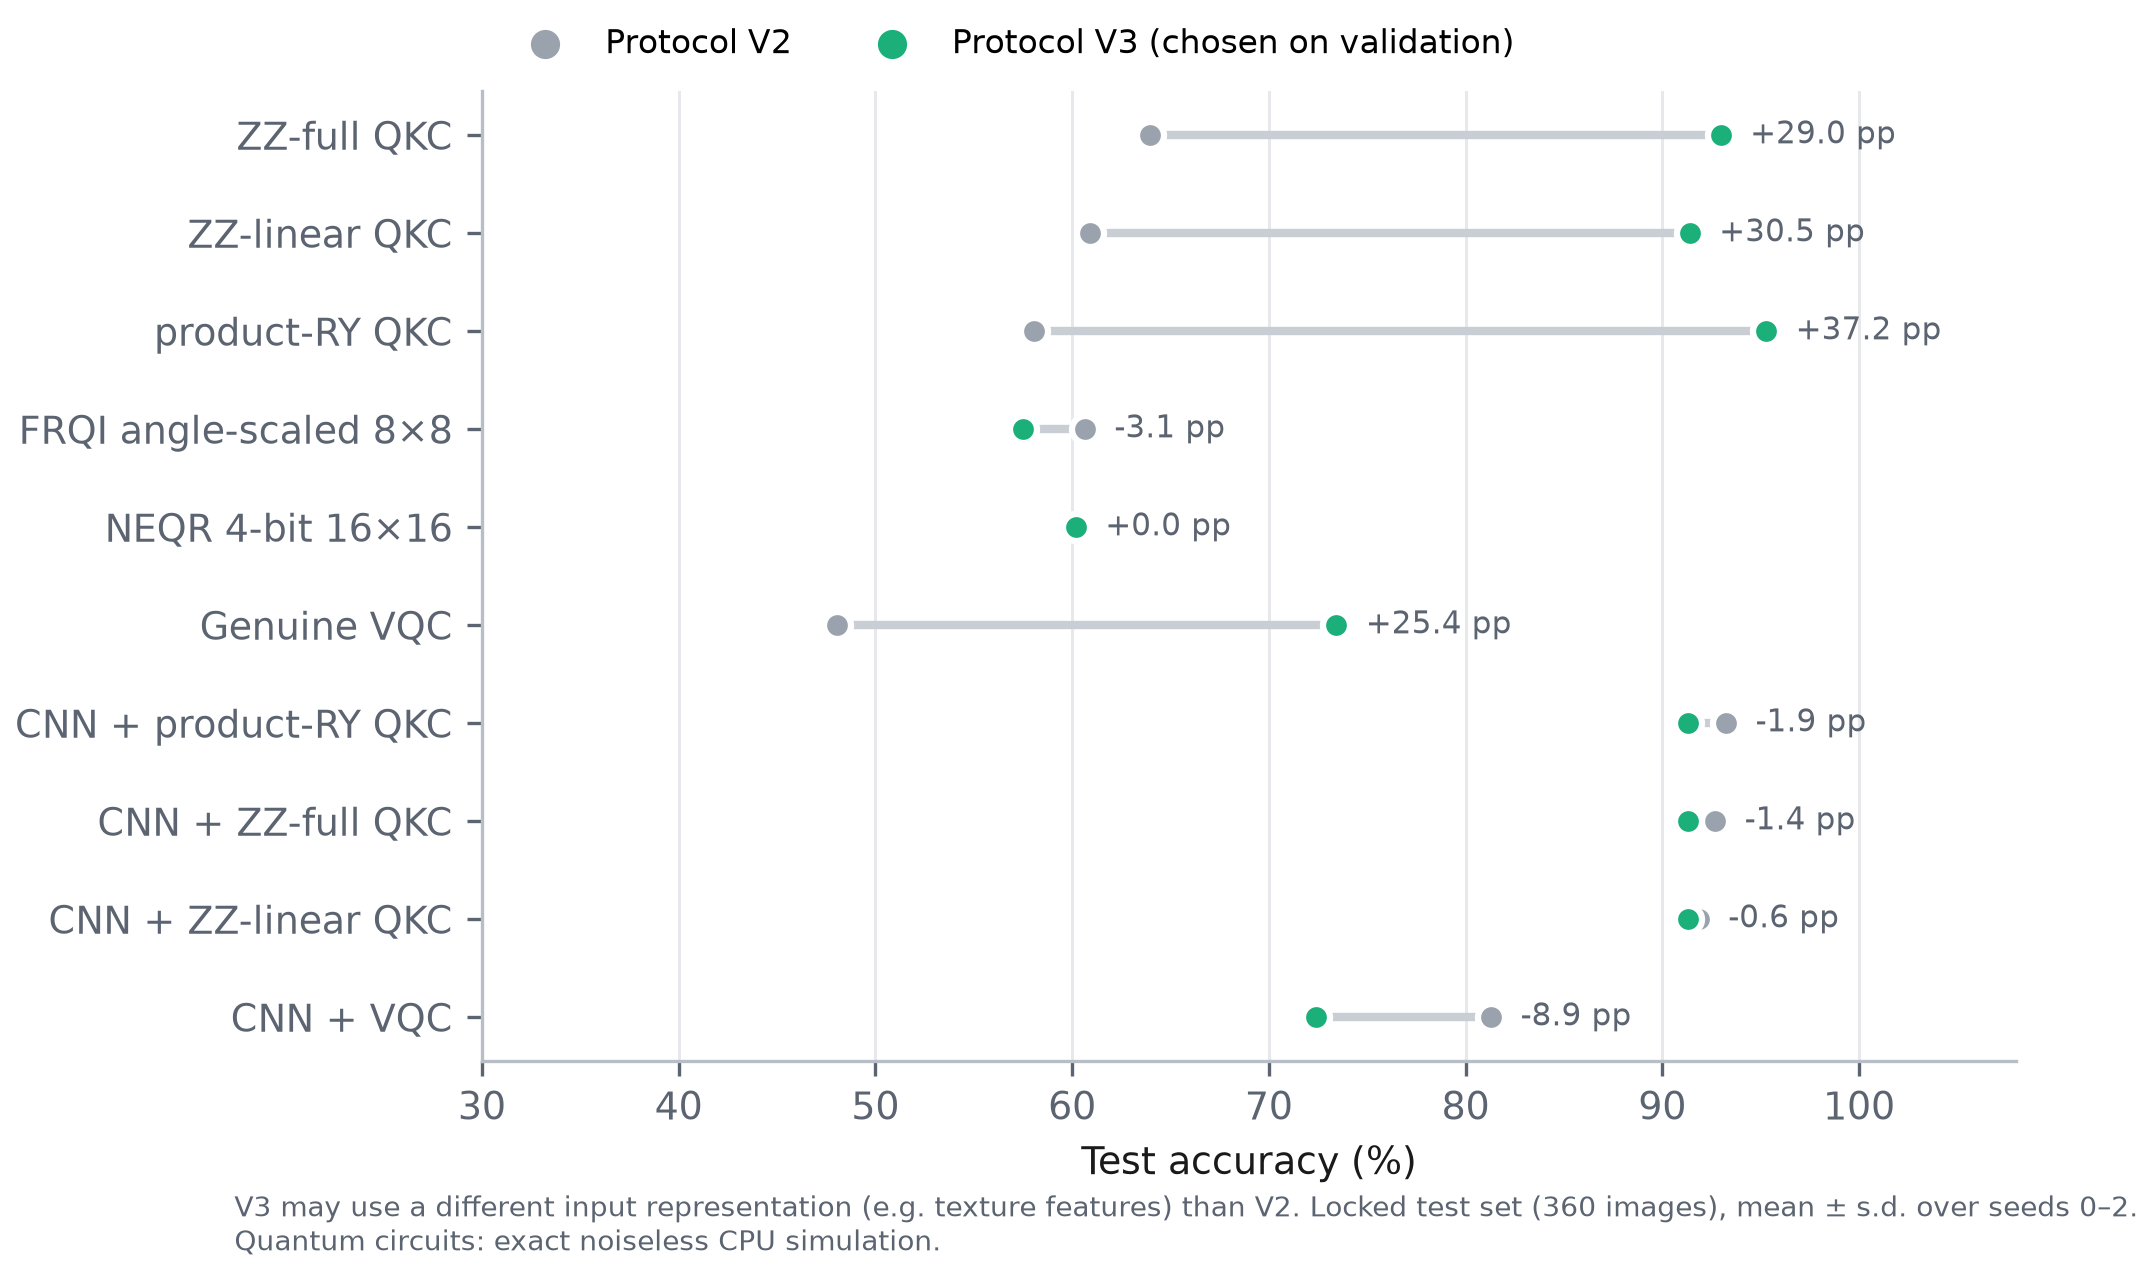 Protocol V2
Protocol V3 (chosen on validation)
ZZ-full QKC
+29.0 pp
ZZ-linear QKC
+30.5 pp
product-RY QKC
+37.2 pp
FRQI angle-scaled 8×8
-3.1 pp
NEQR 4-bit 16×16
+0.0 pp
Genuine VQC
+25.4 pp
CNN + product-RY QKC
-1.9 pp
CNN + ZZ-full QKC
-1.4 pp
CNN + ZZ-linear QKC
-0.6 pp
CNN + VQC
-8.9 pp
30 40 50 60 70 80 90 100
Test accuracy (%)
V3 may use a different input representation (e.g. texture features) than V2. Locked test set (360 images), mean ± s.d. over seeds 0–2.
Quantum circuits: exact noiseless CPU simulation.